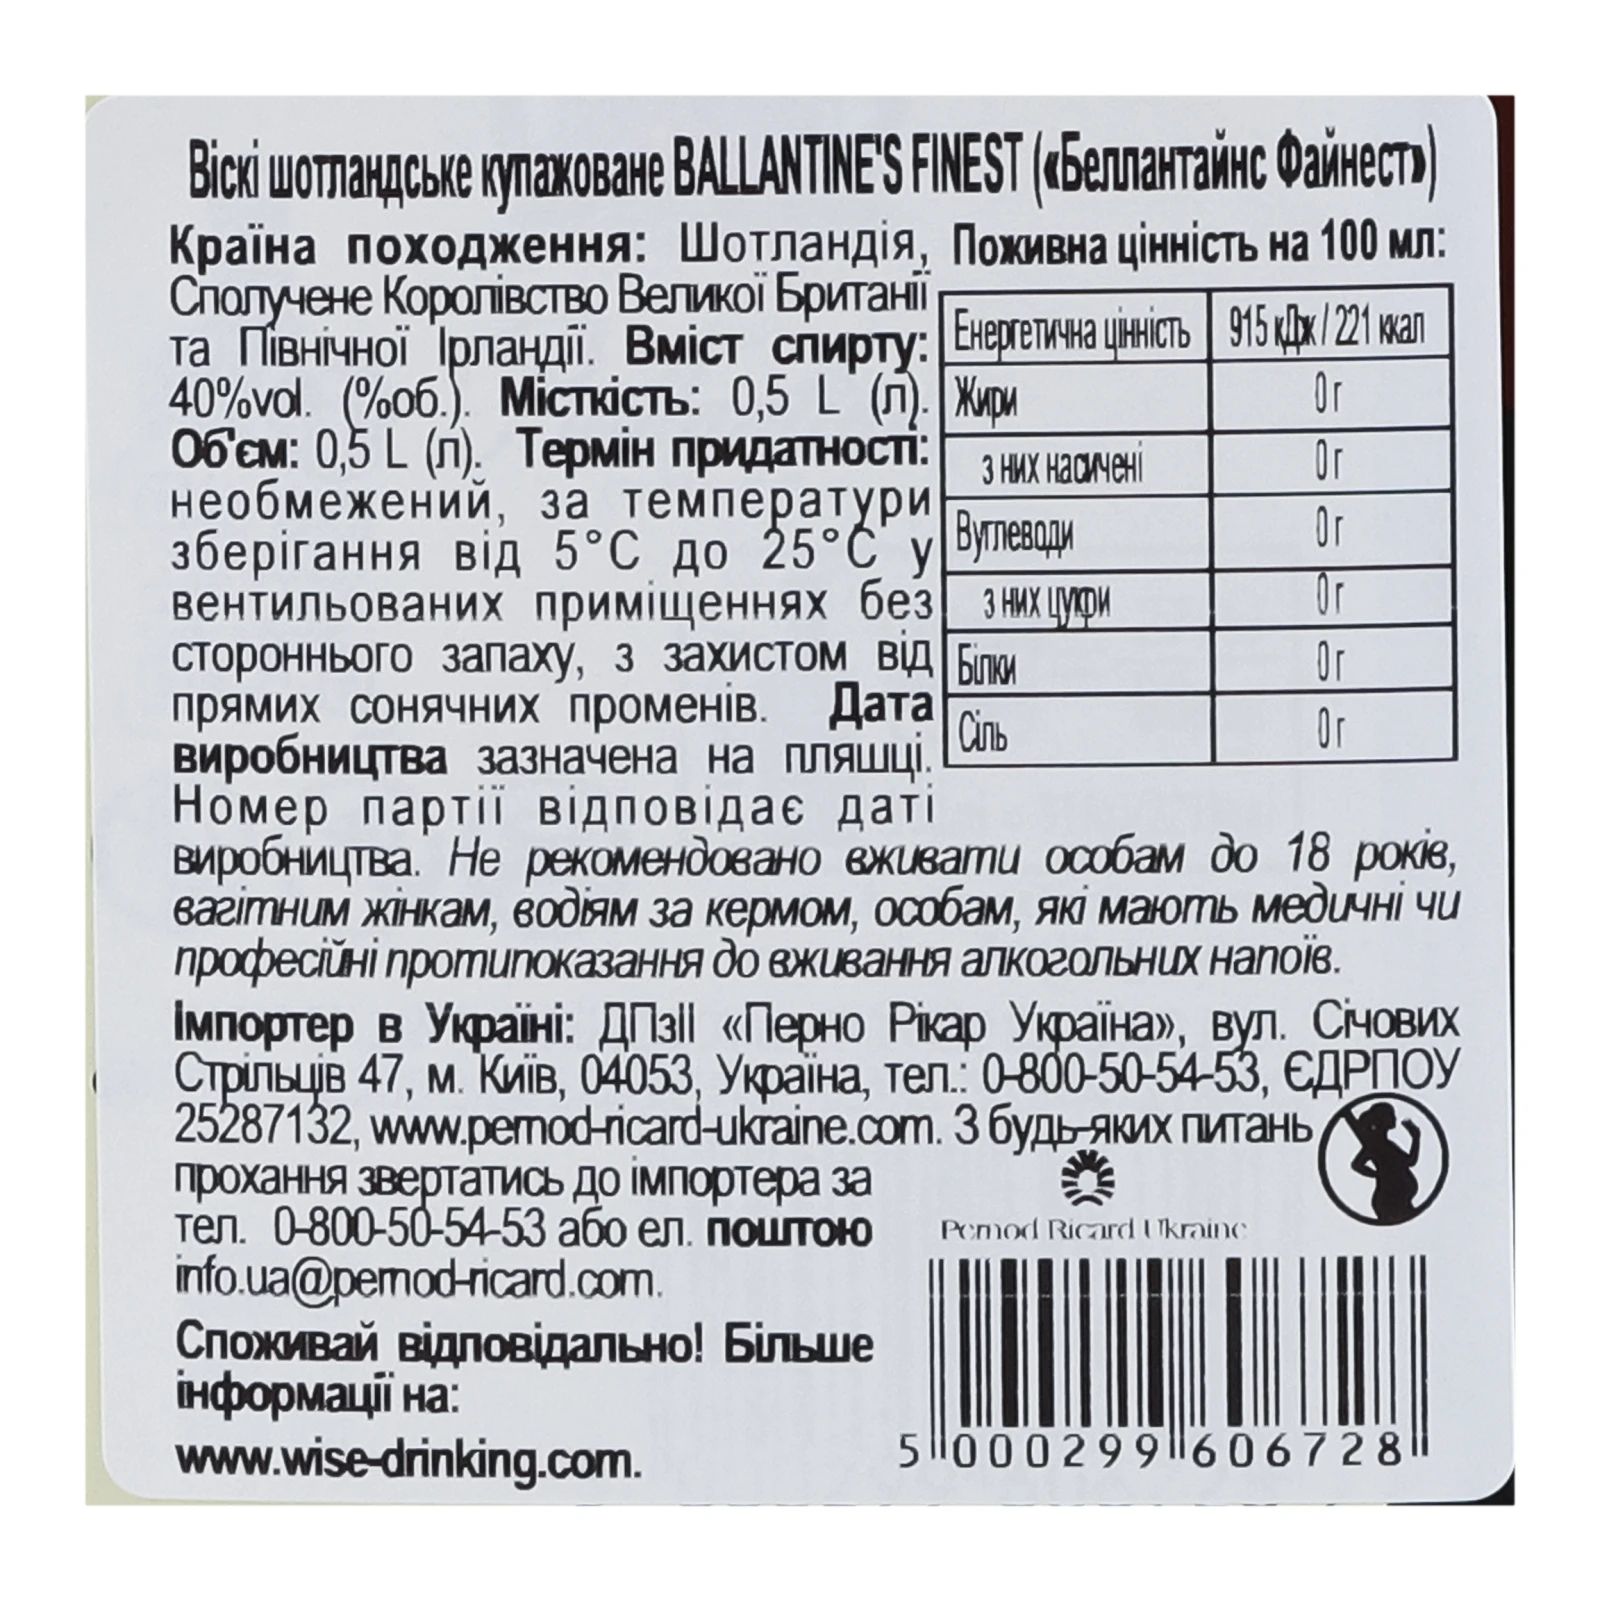 Віскі шотландське купажоване BALLANTINE'S FINEST («Беллантайнс Файнест»)
Країна походження: Шотландія,
Сполучене Королівство Великої Британії
та Північної Ірландії. Вміст спирту:
40%vol. (%об.). Місткість: 0,5 L (л).
Об'єм: 0,5 L (л). Термін придатності:
необмежений, за температури
зберігання від 5°C до 25°C у
вентильованих приміщеннях без
стороннього запаху, з захистом від
прямих сонячних променів. Дата
виробництва зазначена на пляшці.
Номер партії відповідає даті
виробництва. Не рекомендовано вживати особам до 18 років,
вагітним жінкам, водіям за кермом, особам, які мають медичні чи
професійні протипоказання до вживання алкогольних напоїв.
Поживна цінність на 100 мл:
Енергетична цінність 915 кДж / 221 ккал
Жири 0 г
з них насичені 0 г
Вуглеводи 0 г
з них цукри 0 г
Білки 0 г
Сіль 0 г
Імпортер в Україні: ДПзІІ «Перно Рікар Україна», вул. Січових
Стрільців 47, м. Київ, 04053, Україна, тел.: 0-800-50-54-53, ЄДРПОУ
25287132, www.pernod-ricard-ukraine.com. З будь-яких питань
прохання звертатись до імпортера за
тел. 0-800-50-54-53 або ел. поштою
info.ua@pernod-ricard.com.
Споживай відповідально! Більше
інформації на:
www.wise-drinking.com.
Pernod Ricard Ukraine
5 000299 606728